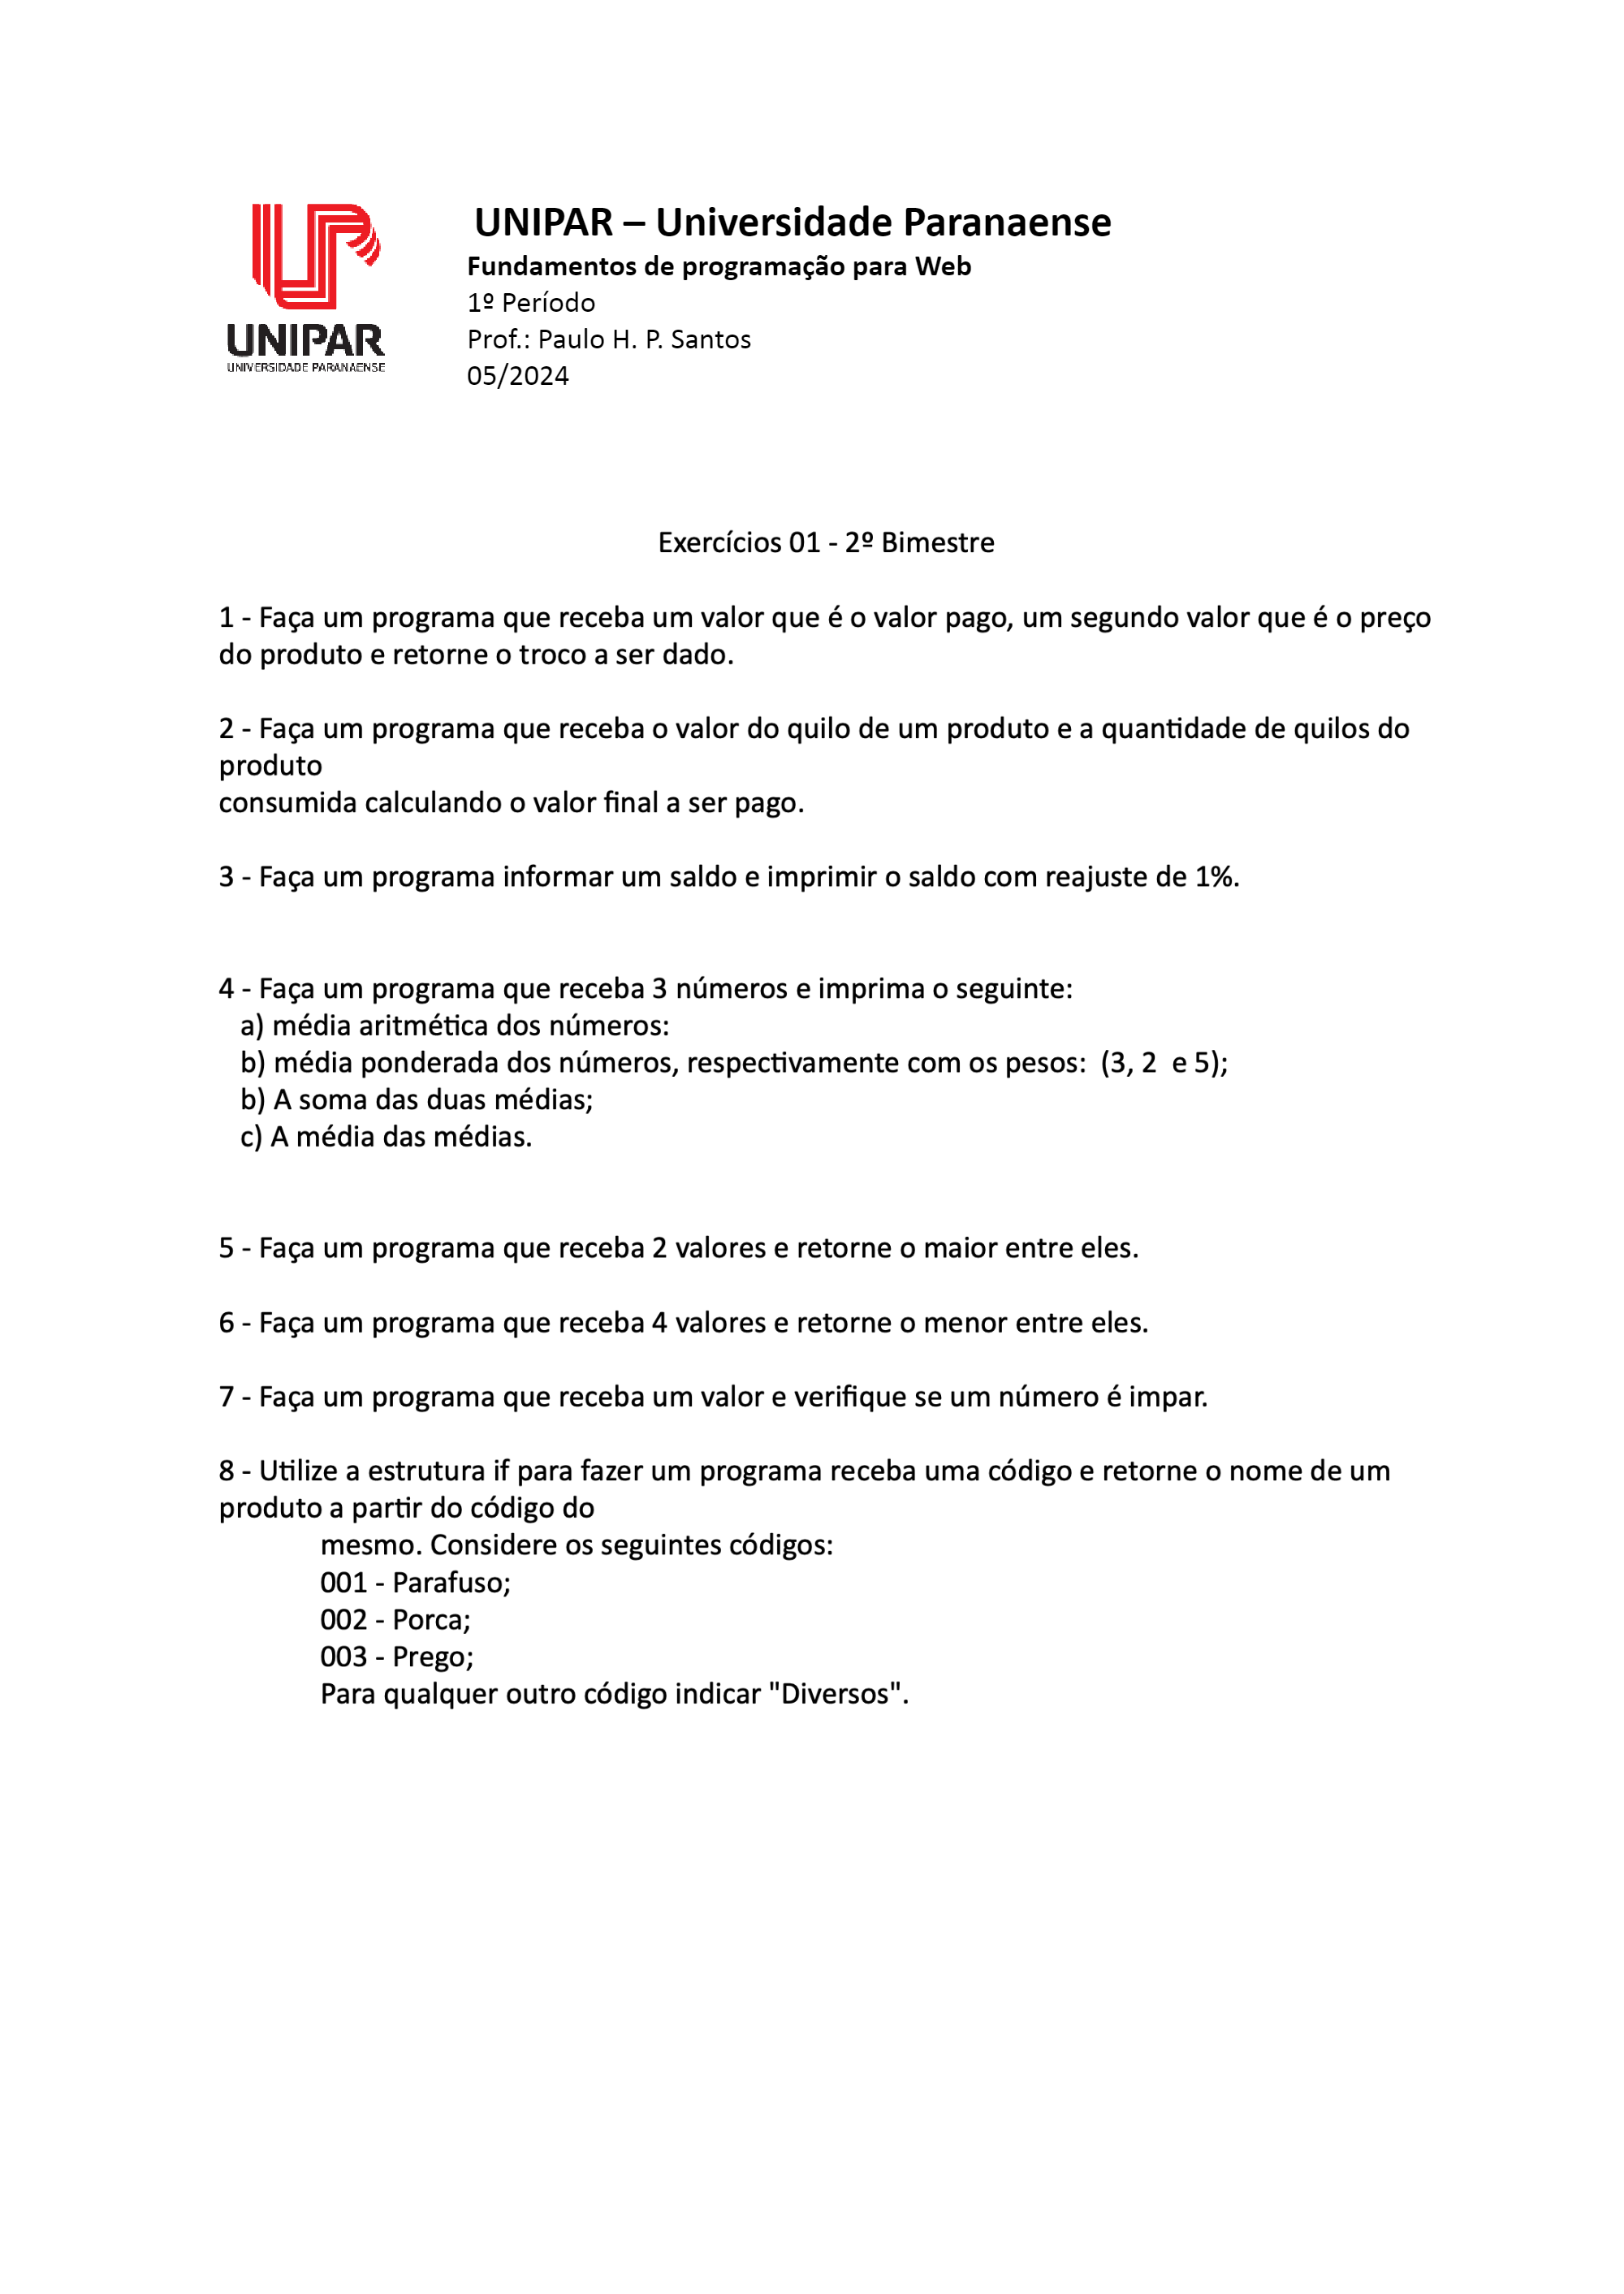 UNIPAR
UNIVERSIDADE PARANAENSE
UNIPAR – Universidade Paranaense
Fundamentos de programação para Web
1º Período
Prof.: Paulo H. P. Santos
05/2024
Exercícios 01 - 2º Bimestre
1 - Faça um programa que receba um valor que é o valor pago, um segundo valor que é o preço
do produto e retorne o troco a ser dado.
2 - Faça um programa que receba o valor do quilo de um produto e a quantidade de quilos do
produto
consumida calculando o valor final a ser pago.
3 - Faça um programa informar um saldo e imprimir o saldo com reajuste de 1%.
4 - Faça um programa que receba 3 números e imprima o seguinte:
a) média aritmética dos números:
b) média ponderada dos números, respectivamente com os pesos:  (3, 2  e 5);
b) A soma das duas médias;
c) A média das médias.
5 - Faça um programa que receba 2 valores e retorne o maior entre eles.
6 - Faça um programa que receba 4 valores e retorne o menor entre eles.
7 - Faça um programa que receba um valor e verifique se um número é impar.
8 - Utilize a estrutura if para fazer um programa receba uma código e retorne o nome de um
produto a partir do código do
mesmo. Considere os seguintes códigos:
001 - Parafuso;
002 - Porca;
003 - Prego;
Para qualquer outro código indicar "Diversos".